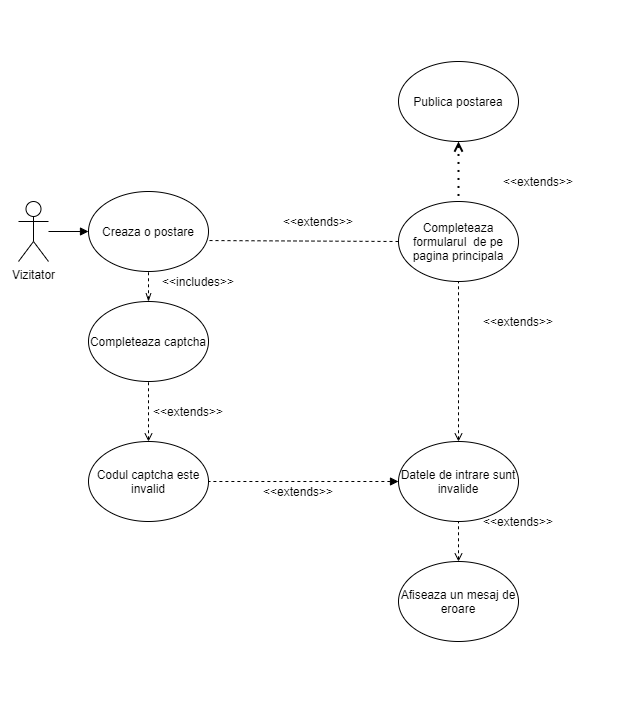 Publica postarea
<<extends>>
Creaza o postare
<<extends>>
Completeaza
formularul de pe
pagina principala
Vizitator
<<includes>>
Completeaza captcha
<<extends>>
<<extends>>
Codul captcha este
invalid
<<extends>>
Datele de intrare sunt
invalide
<<extends>>
Afiseaza un mesaj de
eroare